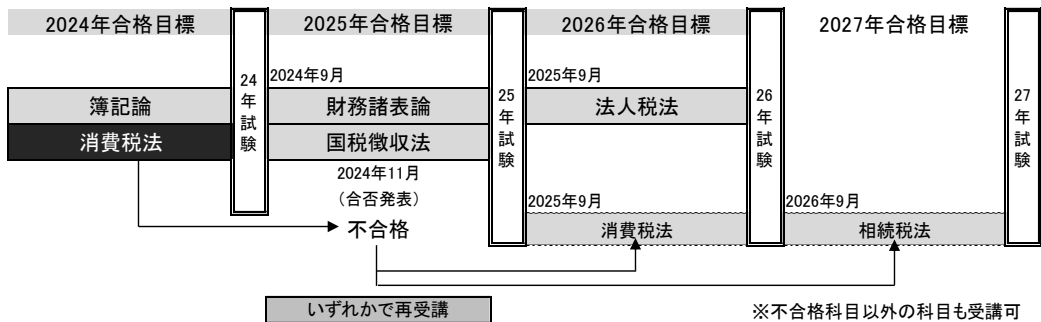 2024年合格目標
2025年合格目標
2026年合格目標
2027年合格目標
24年試験
25年試験
26年試験
27年試験
2024年9月
2025年9月
簿記論
財務諸表論
法人税法
消費税法
国税徴収法
2024年11月
(合否発表)
不合格
2025年9月
2026年9月
消費税法
相続税法
いずれかで再受講
※不合格科目以外の科目も受講可